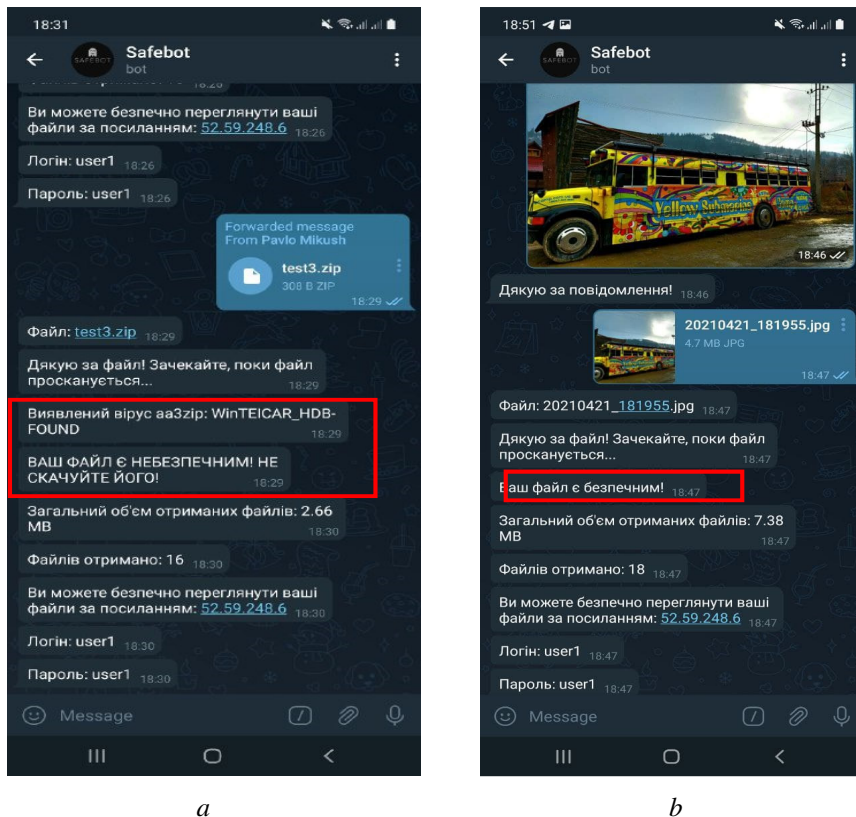 18:31
SAFEBOT
Safebot
bot
18:26
Ви можете безпечно переглянути ваші
файли за посиланням: 52.59.248.6 18:26
Логін: user1 18:26
Пароль: user1 18:26
Forwarded message
From Pavlo Mikush
test3.zip
308 B ZIP
18:29
Файл: test3.zip 18:29
Дякую за файл! Зачекайте, поки файл
просканується... 18:29
Виявлений вірус aa3zip: WinTEICAR_HDB-
FOUND 18:29
ВАШ ФАЙЛ Є НЕБЕЗПЕЧНИМ! НЕ
СКАЧУЙТЕ ЙОГО! 18:29
Загальний об'єм отриманих файлів: 2.66
MB 18:30
Файлів отримано: 16 18:30
Ви можете безпечно переглянути ваші
файли за посиланням: 52.59.248.6 18:30
Логін: user1 18:30
Пароль: user1 18:30
Message
a
18:51
SAFEBOT
Safebot
bot
Yellow Submarine
18:46
Дякую за повідомлення! 18:46
20210421_181955.jpg
4.7 MB JPG
18:47
Файл: 20210421_181955.jpg 18:47
Дякую за файл! Зачекайте, поки файл
просканується... 18:47
Ваш файл є безпечним! 18:47
Загальний об'єм отриманих файлів: 7.38
MB 18:47
Файлів отримано: 18 18:47
Ви можете безпечно переглянути ваші
файли за посиланням: 52.59.248.6 18:47
Логін: user1 18:47
Пароль: user1 18:47
Message
b